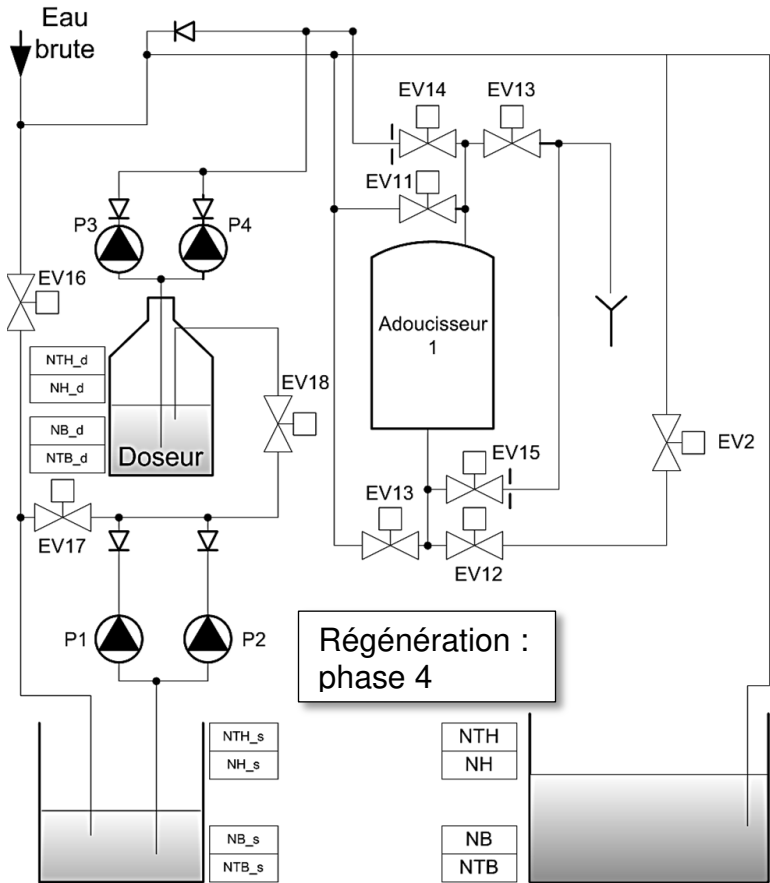 Eau
brute
EV14
EV13
EV11
P3
P4
EV16
Adoucisseur
1
NTH_d
NH_d
EV18
NB_d
NTB_d
Doseur
EV2
EV15
EV13
EV17
EV12
P1
P2
Régénération :
phase 4
NTH_s
NH_s
NTH
NH
NB_s
NTB_s
NB
NTB